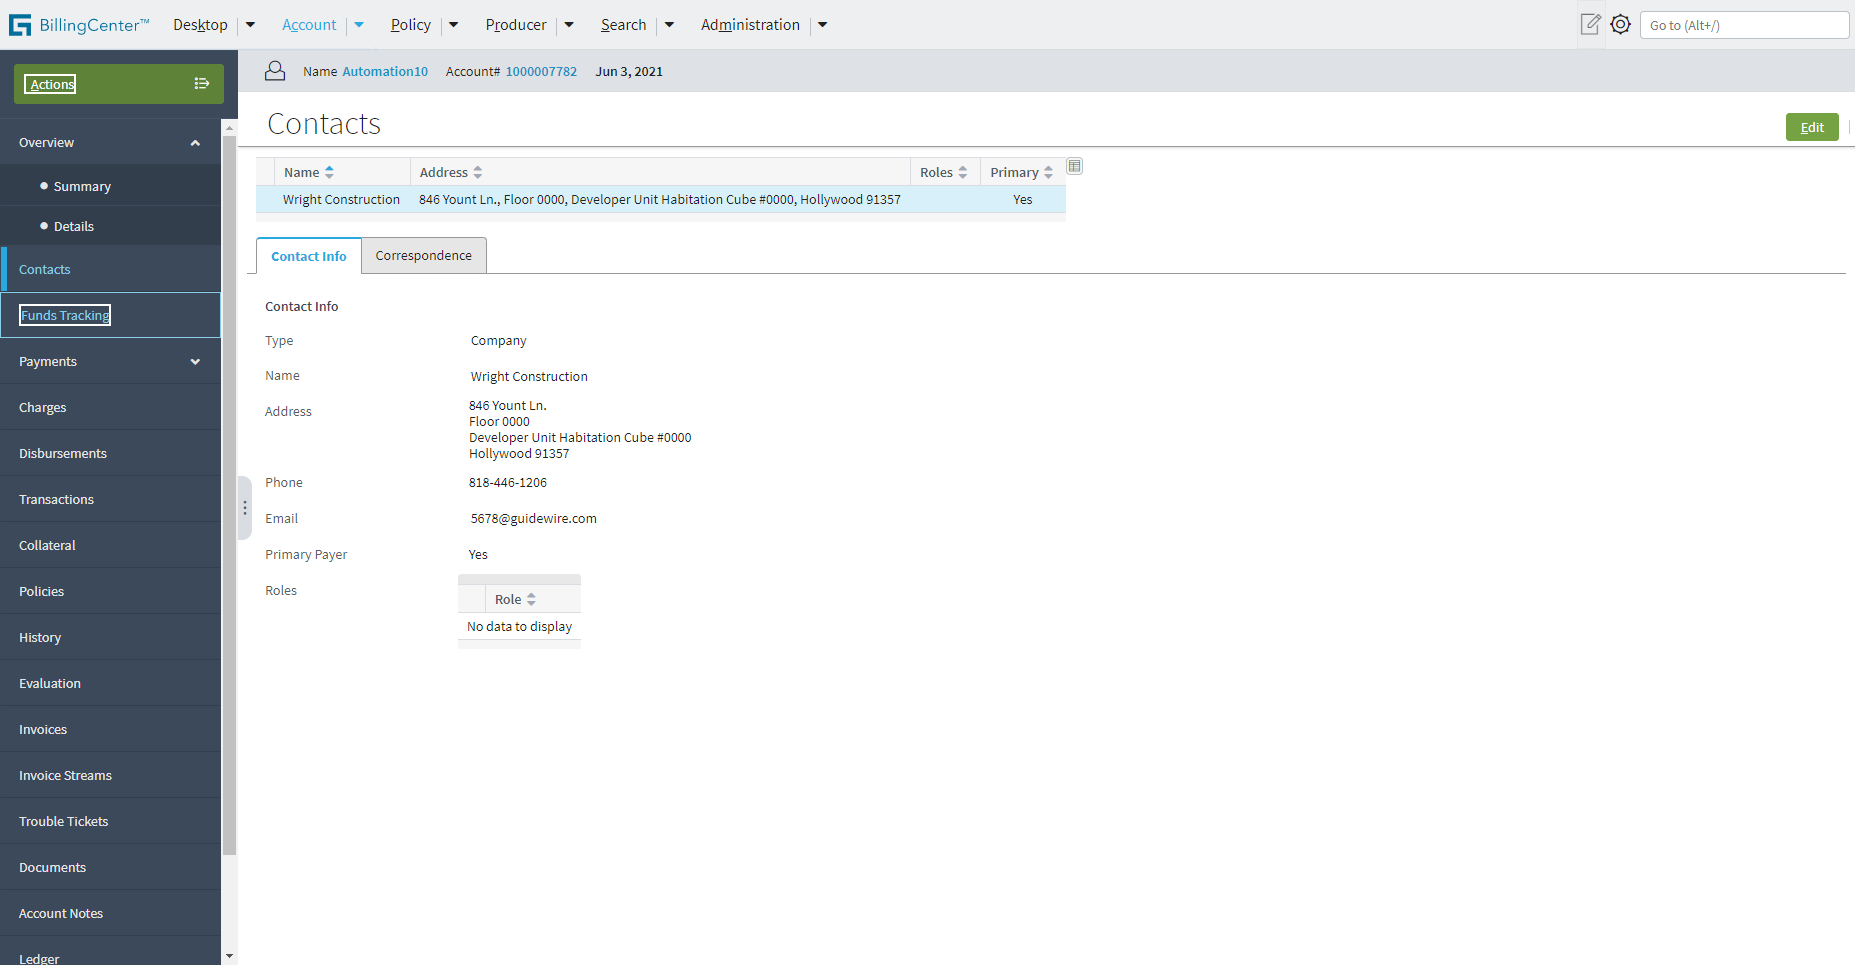 BillingCenter™ Desktop Account Policy Producer Search Administration Go to (Alt+/)
Actions
Name Automation10 Account# 1000007782 Jun 3, 2021
Contacts
Edit
Overview
Summary
Details
Contacts
Funds Tracking
Payments
Charges
Disbursements
Transactions
Collateral
Policies
History
Evaluation
Invoices
Invoice Streams
Trouble Tickets
Documents
Account Notes
Ledger
Name Address Roles Primary
Wright Construction 846 Yount Ln., Floor 0000, Developer Unit Habitation Cube #0000, Hollywood 91357 Yes
Contact Info Correspondence
Contact Info
Type Company
Name Wright Construction
Address 846 Yount Ln.
Floor 0000
Developer Unit Habitation Cube #0000
Hollywood 91357
Phone 818-446-1206
Email 5678@guidewire.com
Primary Payer Yes
Roles
Role
No data to display